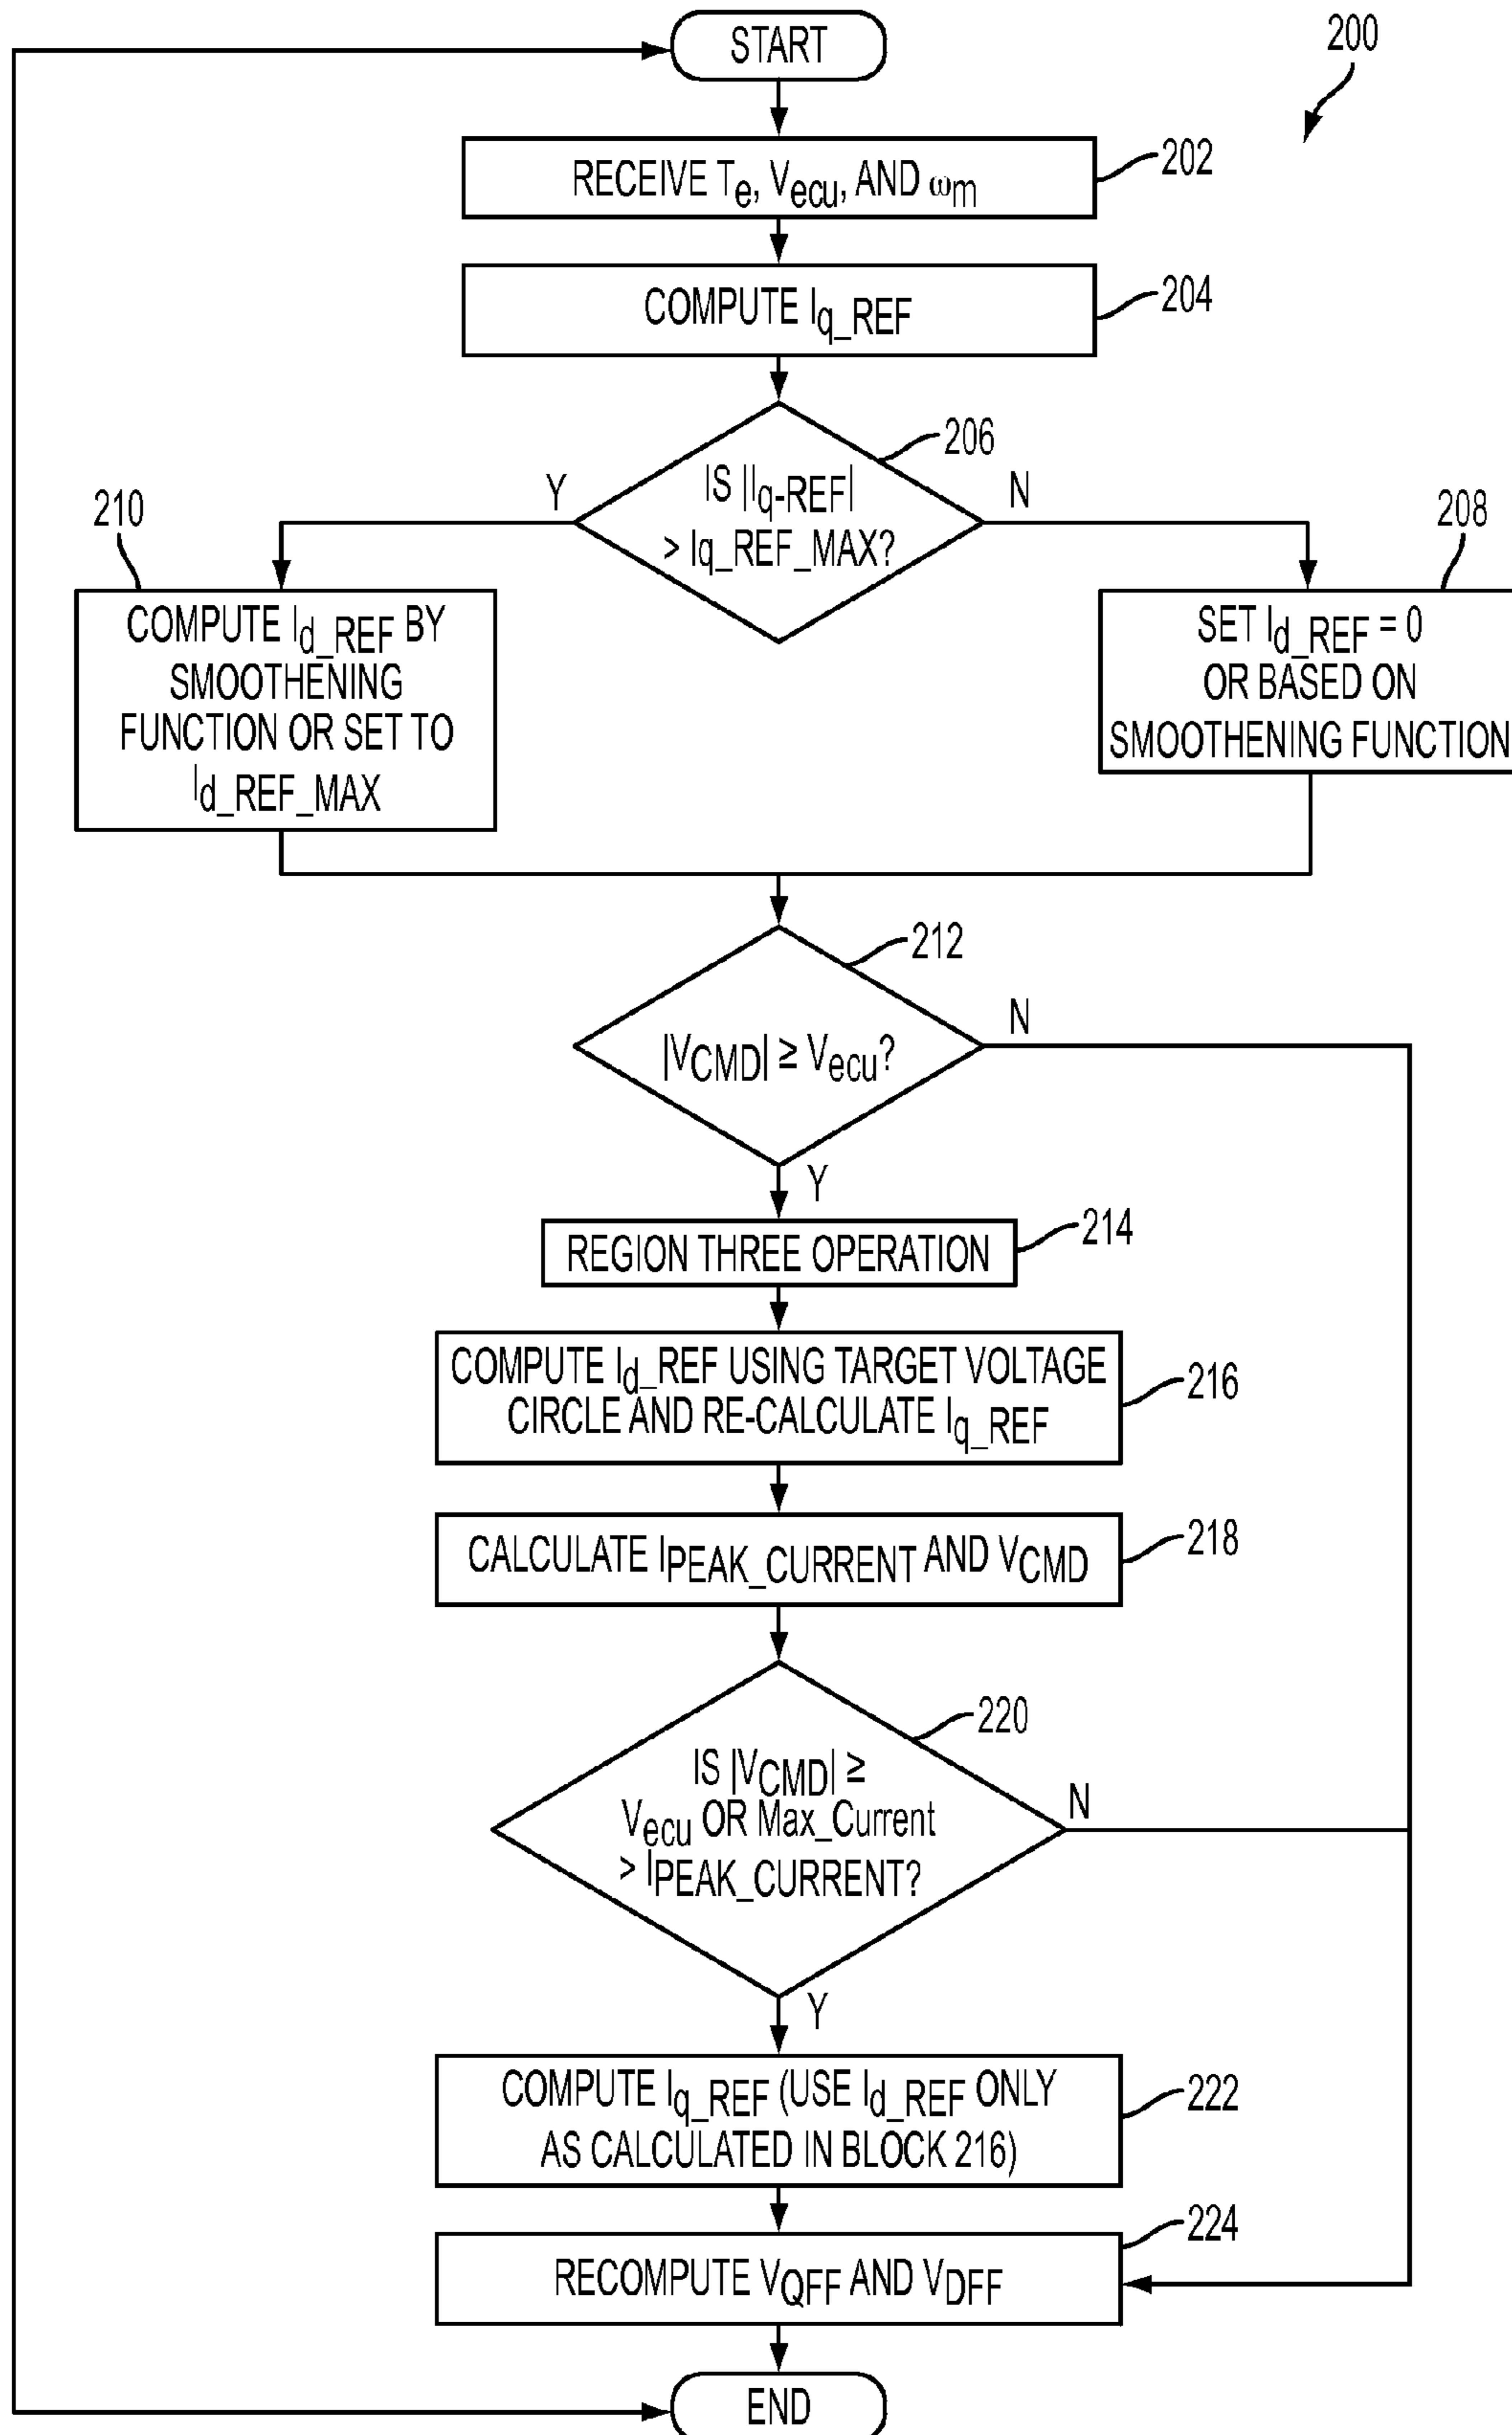 START
200
RECEIVE Te, Vecu, AND ωm
202
COMPUTE Iq_REF
204
206
IS |Iq-REF|
> Iq_REF_MAX?
Y
N
210
COMPUTE Id_REF BY
SMOOTHENING
FUNCTION OR SET TO
Id_REF_MAX
208
SET Id_REF = 0
OR BASED ON
SMOOTHENING FUNCTION
212
|VCMD| ≥ Vecu?
N
Y
REGION THREE OPERATION
214
COMPUTE Id_REF USING TARGET VOLTAGE
CIRCLE AND RE-CALCULATE Iq_REF
216
CALCULATE IPEAK_CURRENT AND VCMD
218
220
IS |VCMD| ≥
Vecu OR Max_Current
> IPEAK_CURRENT?
N
Y
COMPUTE Iq_REF (USE Id_REF ONLY
AS CALCULATED IN BLOCK 216)
222
RECOMPUTE VQFF AND VDFF
224
END